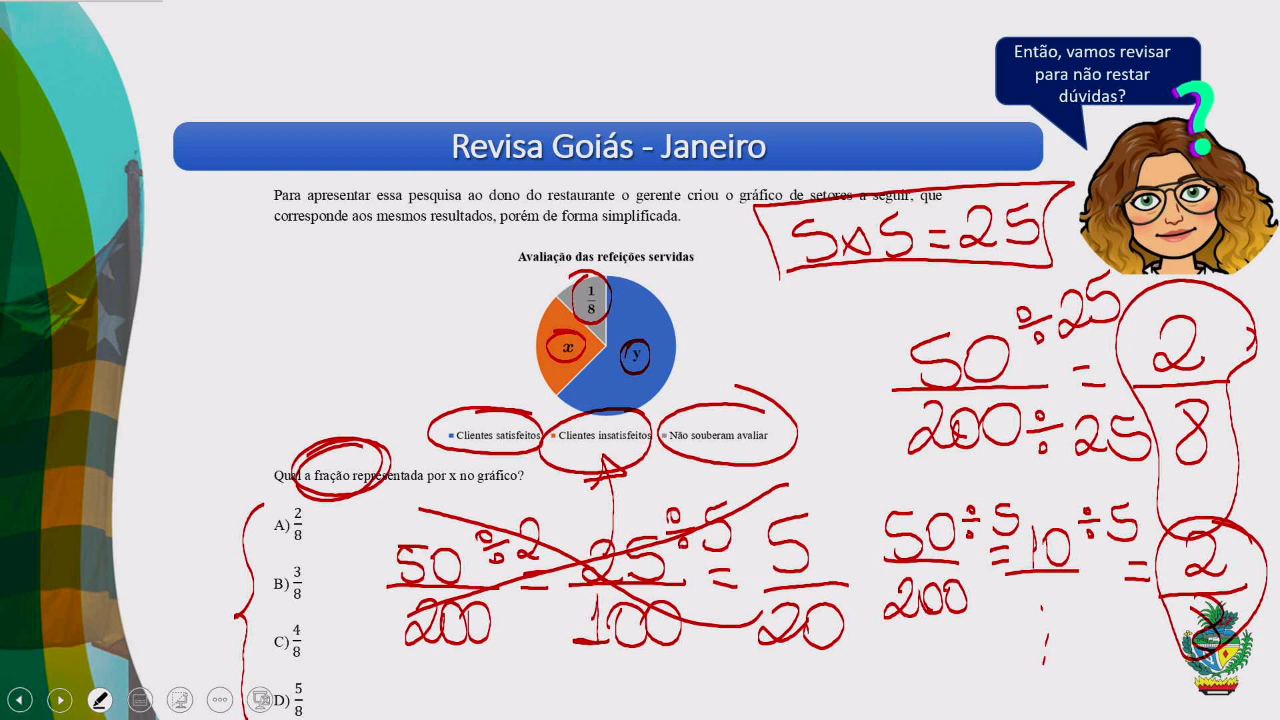 Então, vamos revisar
para não restar
dúvidas?
Revisa Goiás - Janeiro
Para apresentar essa pesquisa ao dono do restaurante o gerente criou o gráfico de setores a seguir, que
corresponde aos mesmos resultados, porém de forma simplificada.
5x5=25
Avaliação das refeições servidas
1/8
x
y
50÷25 / 200÷25 = 2/8
Clientes satisfeitos Clientes insatisfeitos Não souberam avaliar
Qual a fração representada por x no gráfico?
A) 2/8
B) 3/8
C) 4/8
D) 5/8
50÷2 / 200 = 25÷5 / 100 = 5/20
50÷5 / 200 = 10÷5 = 2